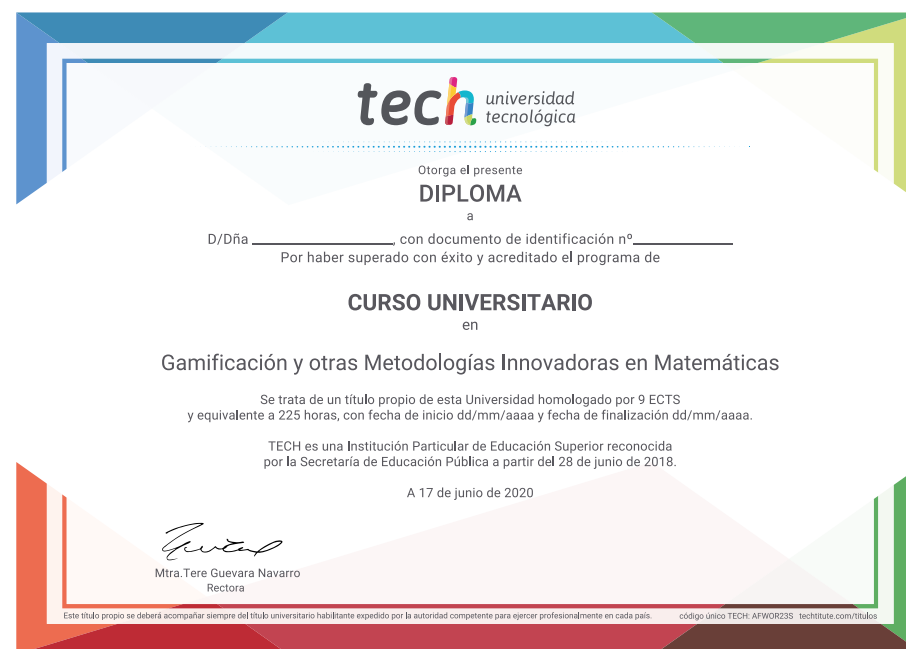 tech universidad
tecnológica
Otorga el presente
DIPLOMA
a
D/Dña ____________________, con documento de identificación nº______________
Por haber superado con éxito y acreditado el programa de
CURSO UNIVERSITARIO
en
Gamificación y otras Metodologías Innovadoras en Matemáticas
Se trata de un título propio de esta Universidad homologado por 9 ECTS
y equivalente a 225 horas, con fecha de inicio dd/mm/aaaa y fecha de finalización dd/mm/aaaa.
TECH es una Institución Particular de Educación Superior reconocida
por la Secretaría de Educación Pública a partir del 28 de junio de 2018.
A 17 de junio de 2020
Mtra.Tere Guevara Navarro
Rectora
Este título propio se deberá acompañar siempre del título universitario habilitante expedido por la autoridad competente para ejercer profesionalmente en cada país. código único TECH: AFWOR23S techtitute.com/titulos